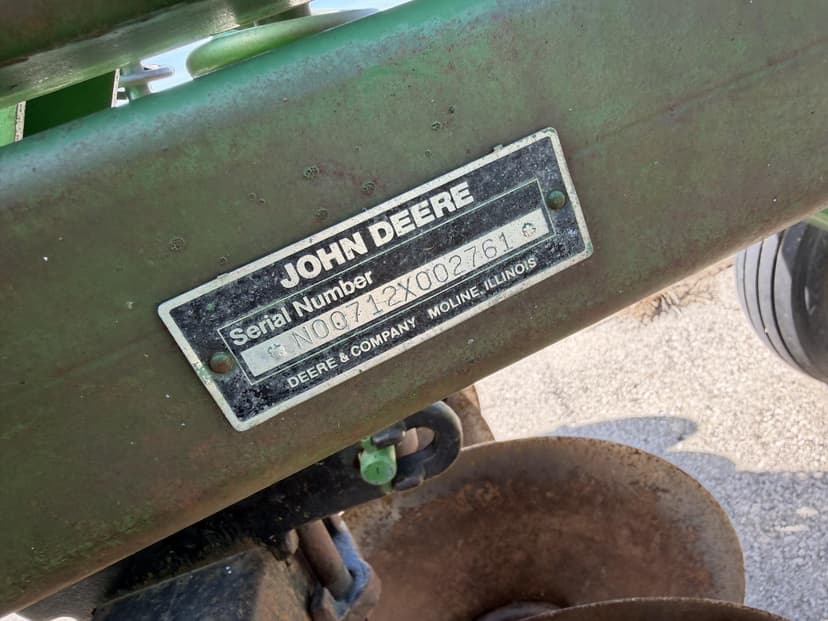 JOHN DEERE
Serial Number
N00712X002761
DEERE & COMPANY MOLINE, ILLINOIS